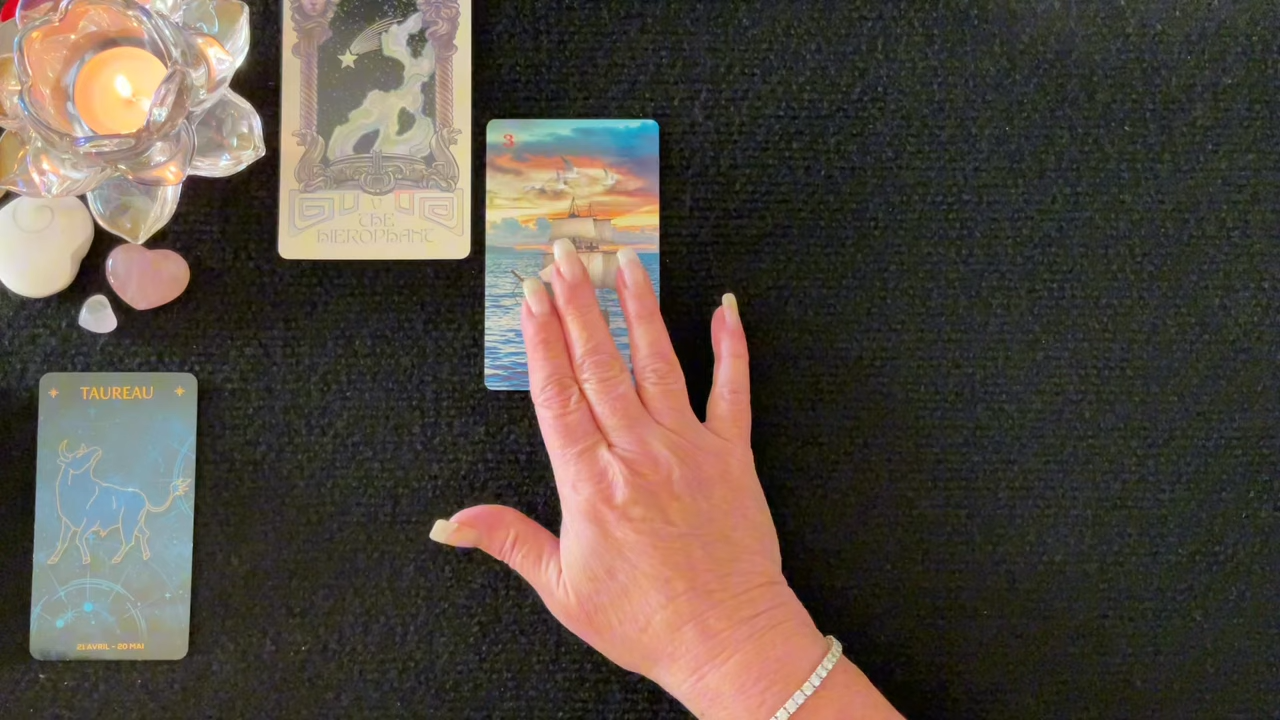 V
THE
HIEROPHANT
3
TAUREAU
21 AVRIL - 20 MAI